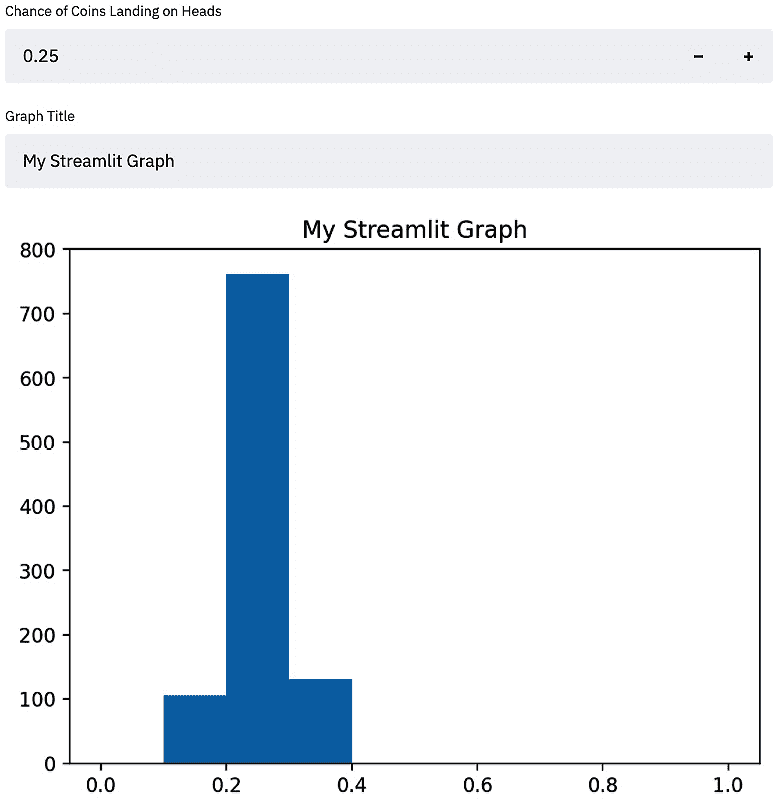 Chance of Coins Landing on Heads
0.25 − +
Graph Title
My Streamlit Graph
My Streamlit Graph
800
700
600
500
400
300
200
100
0
0.0 0.2 0.4 0.6 0.8 1.0